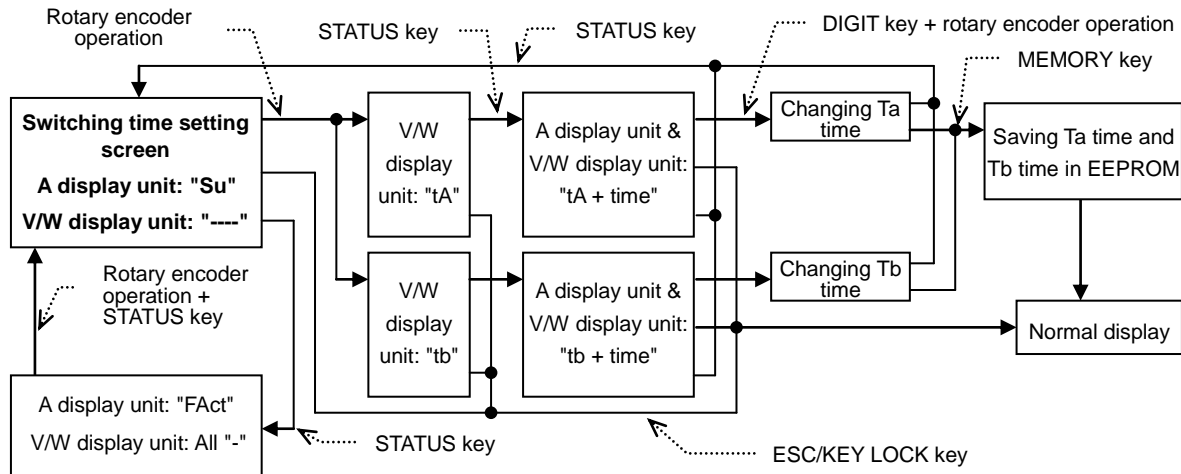 Rotary encoder
operation
STATUS key
STATUS key
DIGIT key + rotary encoder operation
MEMORY key
Switching time setting
screen
A display unit: "Su"
V/W display unit: "----"
V/W
display
unit: "tA"
A display unit &
V/W display unit:
"tA + time"
Changing Ta
time
Saving Ta time and
Tb time in EEPROM
V/W
display
unit: "tb"
A display unit &
V/W display unit:
"tb + time"
Changing Tb
time
Normal display
Rotary encoder
operation +
STATUS key
A display unit: "FAct"
V/W display unit: All "-"
STATUS key
ESC/KEY LOCK key